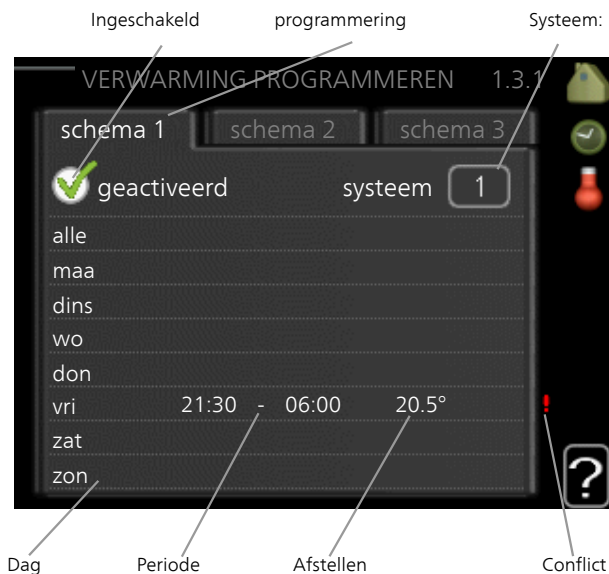 Ingeschakeld programmering Systeem:
VERWARMING PROGRAMMEREN 1.3.1
schema 1 schema 2 schema 3
geactiveerd systeem 1
alle
maa
dins
wo
don
vri 21:30 - 06:00 20.5° !
zat
zon
?
Dag Periode Afstellen Conflict